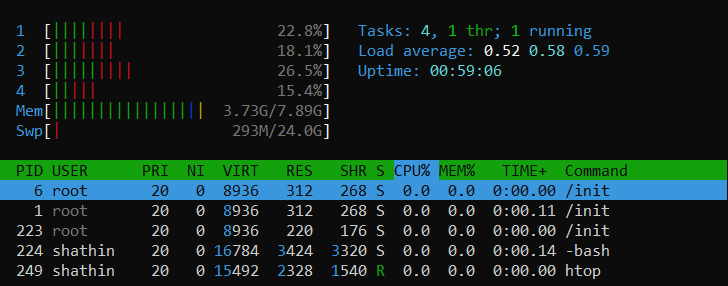 1 [|||||||||| 22.8%] Tasks: 4, 1 thr; 1 running
2 [|||||||| 18.1%] Load average: 0.52 0.58 0.59
3 [||||||||||| 26.5%] Uptime: 00:59:06
4 [|||||| 15.4%]
Mem[|||||||||||||||||| 3.73G/7.89G]
Swp[| 293M/24.0G]
PID USER PRI NI VIRT RES SHR S CPU% MEM% TIME+ Command
6 root 20 0 8936 312 268 S 0.0 0.0 0:00.00 /init
1 root 20 0 8936 312 268 S 0.0 0.0 0:00.11 /init
223 root 20 0 8936 220 176 S 0.0 0.0 0:00.00 /init
224 shathin 20 0 16784 3424 3320 S 0.0 0.0 0:00.14 -bash
249 shathin 20 0 15492 2328 1540 R 0.0 0.0 0:00.00 htop